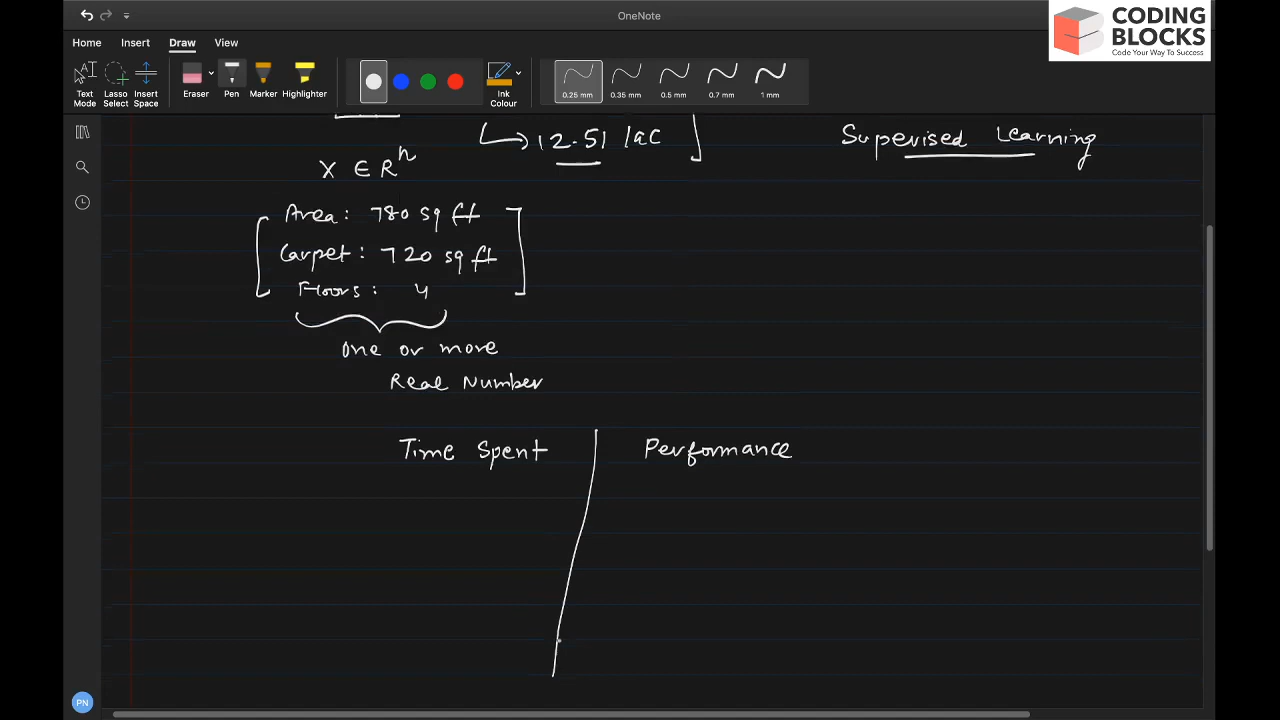 OneNote
CODING
BLOCKS
Code Your Way To Success
Home Insert Draw View
Text Mode Lasso Select Insert Space Eraser Pen Marker Highlighter Ink Colour 0.25 mm 0.35 mm 0.5 mm 0.7 mm 1 mm
12.51 lac
Supervised Learning
X ∈ Rⁿ
Area: 780 sq ft
Carpet: 720 sq ft
Floors: 4
One or more
Real Number
Time Spent Performance
PN